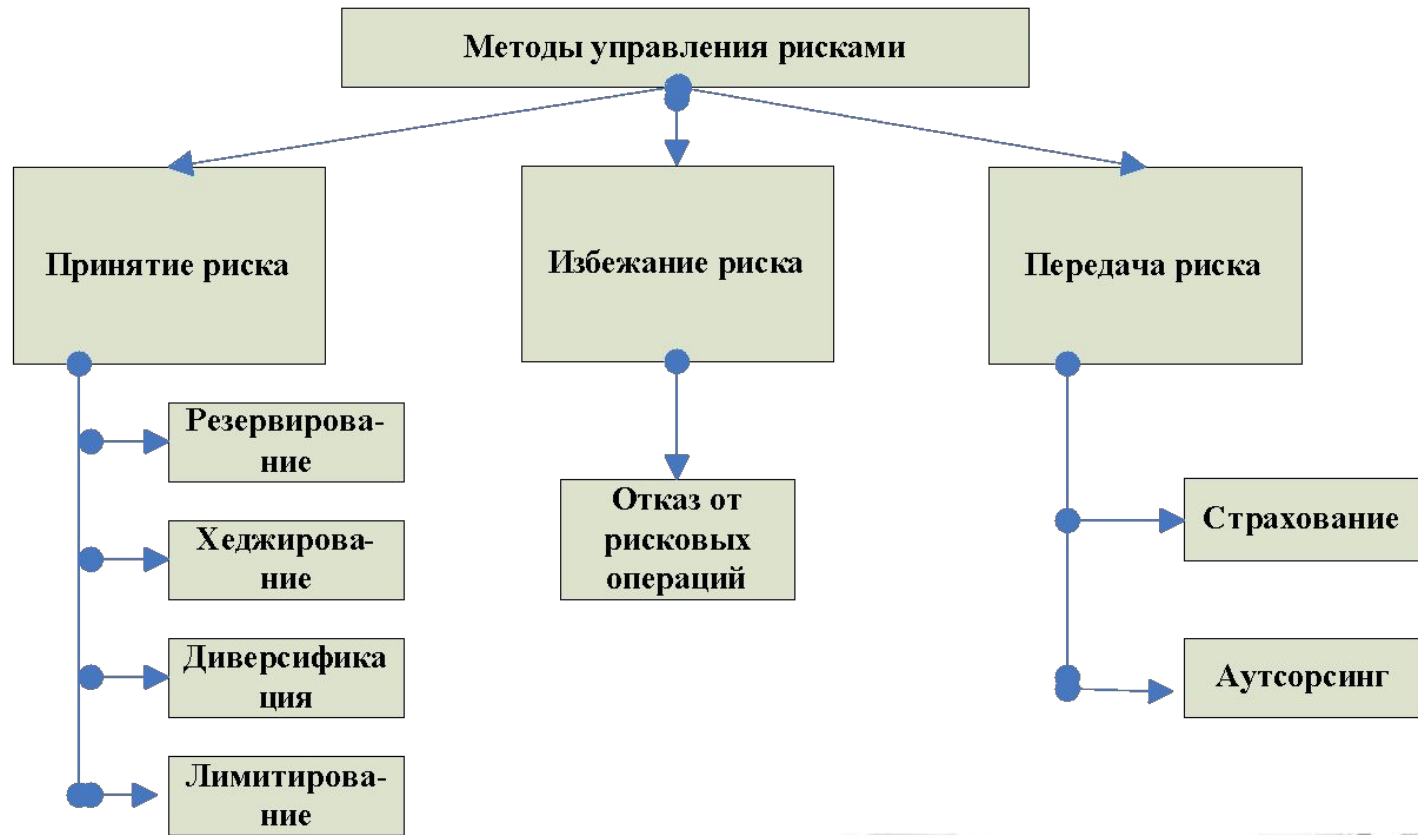 Методы управления рисками
Принятие риска
Избежание риска
Передача риска
Резервирова-
ние
Хеджирова-
ние
Диверсифика
ция
Лимитирова-
ние
Отказ от
рисковых
операций
Страхование
Аутсорсинг